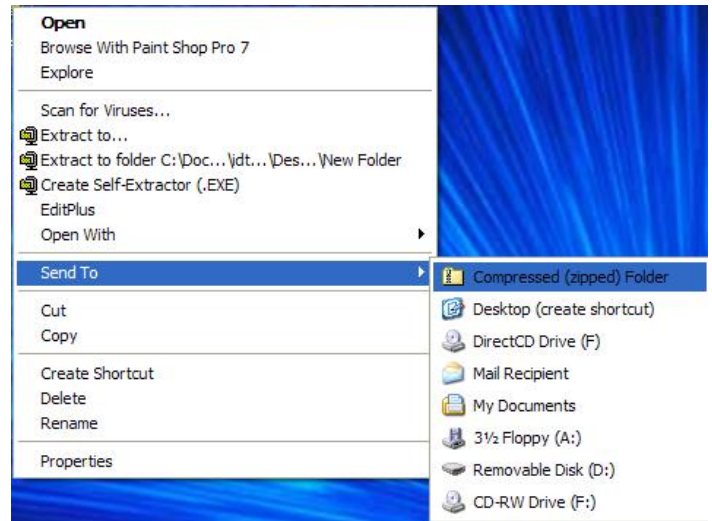 Open
Browse With Paint Shop Pro 7
Explore
Scan for Viruses...
Extract to...
Extract to folder C:\Doc...\jdt...\Des...\New Folder
Create Self-Extractor (.EXE)
EditPlus
Open With
Send To
Cut
Copy
Create Shortcut
Delete
Rename
Properties
Compressed (zipped) Folder
Desktop (create shortcut)
DirectCD Drive (F)
Mail Recipient
My Documents
3½ Floppy (A:)
Removable Disk (D:)
CD-RW Drive (F:)